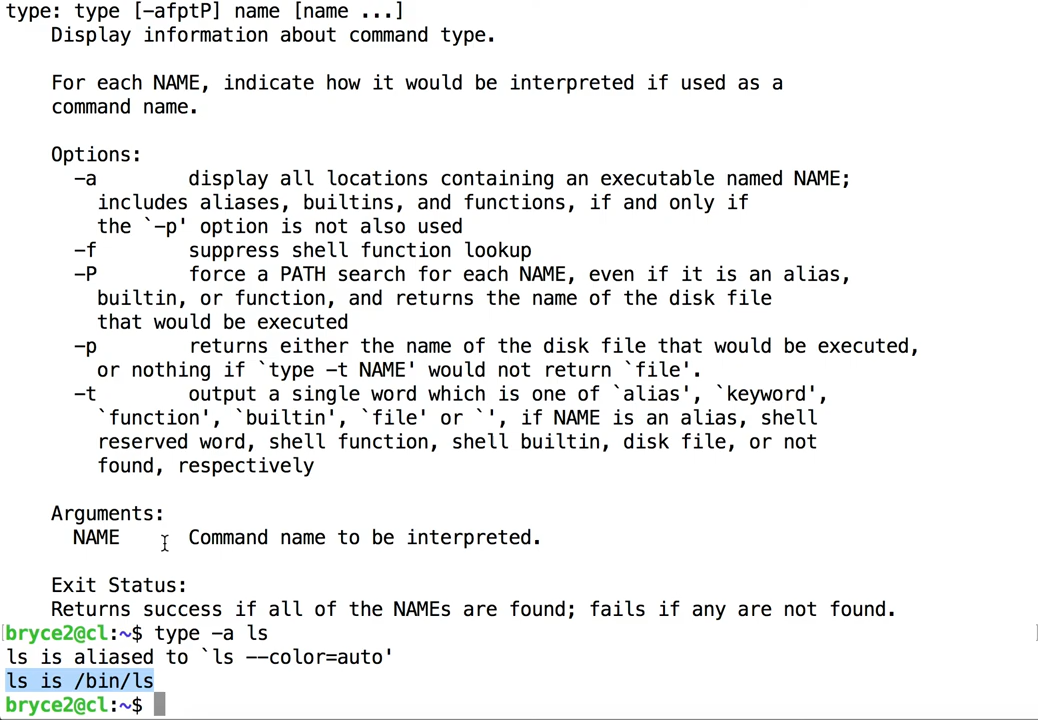 type: type [-afptP] name [name ...]
Display information about command type.
For each NAME, indicate how it would be interpreted if used as a
command name.
Options:
-a        display all locations containing an executable named NAME;
includes aliases, builtins, and functions, if and only if
the `-p' option is not also used
-f        suppress shell function lookup
-P        force a PATH search for each NAME, even if it is an alias,
builtin, or function, and returns the name of the disk file
that would be executed
-p        returns either the name of the disk file that would be executed,
or nothing if `type -t NAME' would not return `file'.
-t        output a single word which is one of `alias', `keyword',
`function', `builtin', `file' or `', if NAME is an alias, shell
reserved word, shell function, shell builtin, disk file, or not
found, respectively
Arguments:
NAME      Command name to be interpreted.
Exit Status:
Returns success if all of the NAMEs are found; fails if any are not found.
bryce2@cl:~$ type -a ls
ls is aliased to `ls --color=auto'
ls is /bin/ls
bryce2@cl:~$